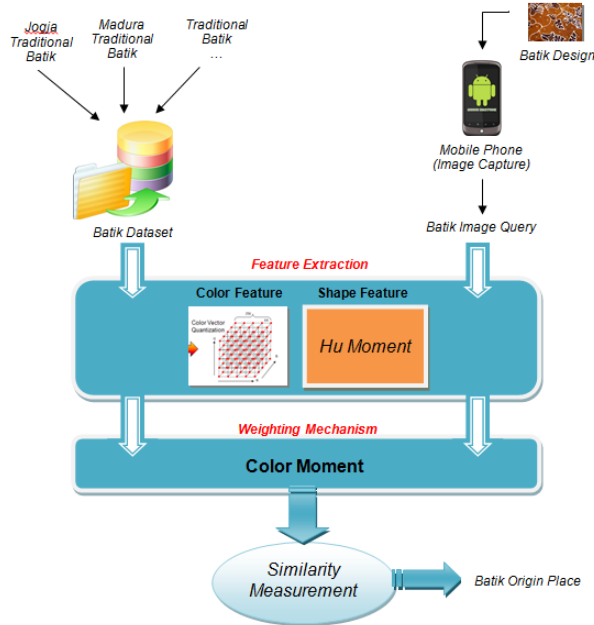 Jogja
Traditional
Batik
Madura
Traditional
Batik
Traditional
Batik
...
Batik Design
Mobile Phone
(Image Capture)
Batik Dataset
Batik Image Query
Feature Extraction
Color Feature
Shape Feature
Color Vector
Quantization
Hu Moment
Weighting Mechanism
Color Moment
Similarity
Measurement
Batik Origin Place